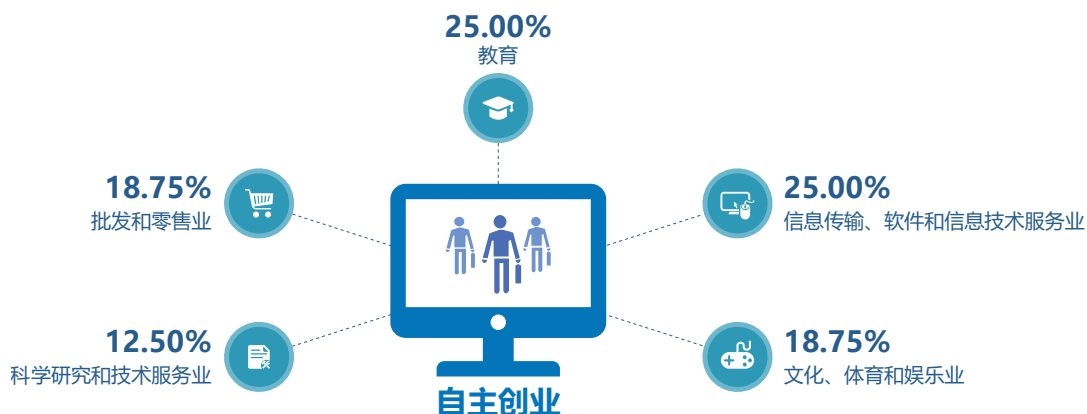 25.00%
教育
18.75%
批发和零售业
25.00%
信息传输、软件和信息技术服务业
12.50%
科学研究和技术服务业
18.75%
文化、体育和娱乐业
自主创业